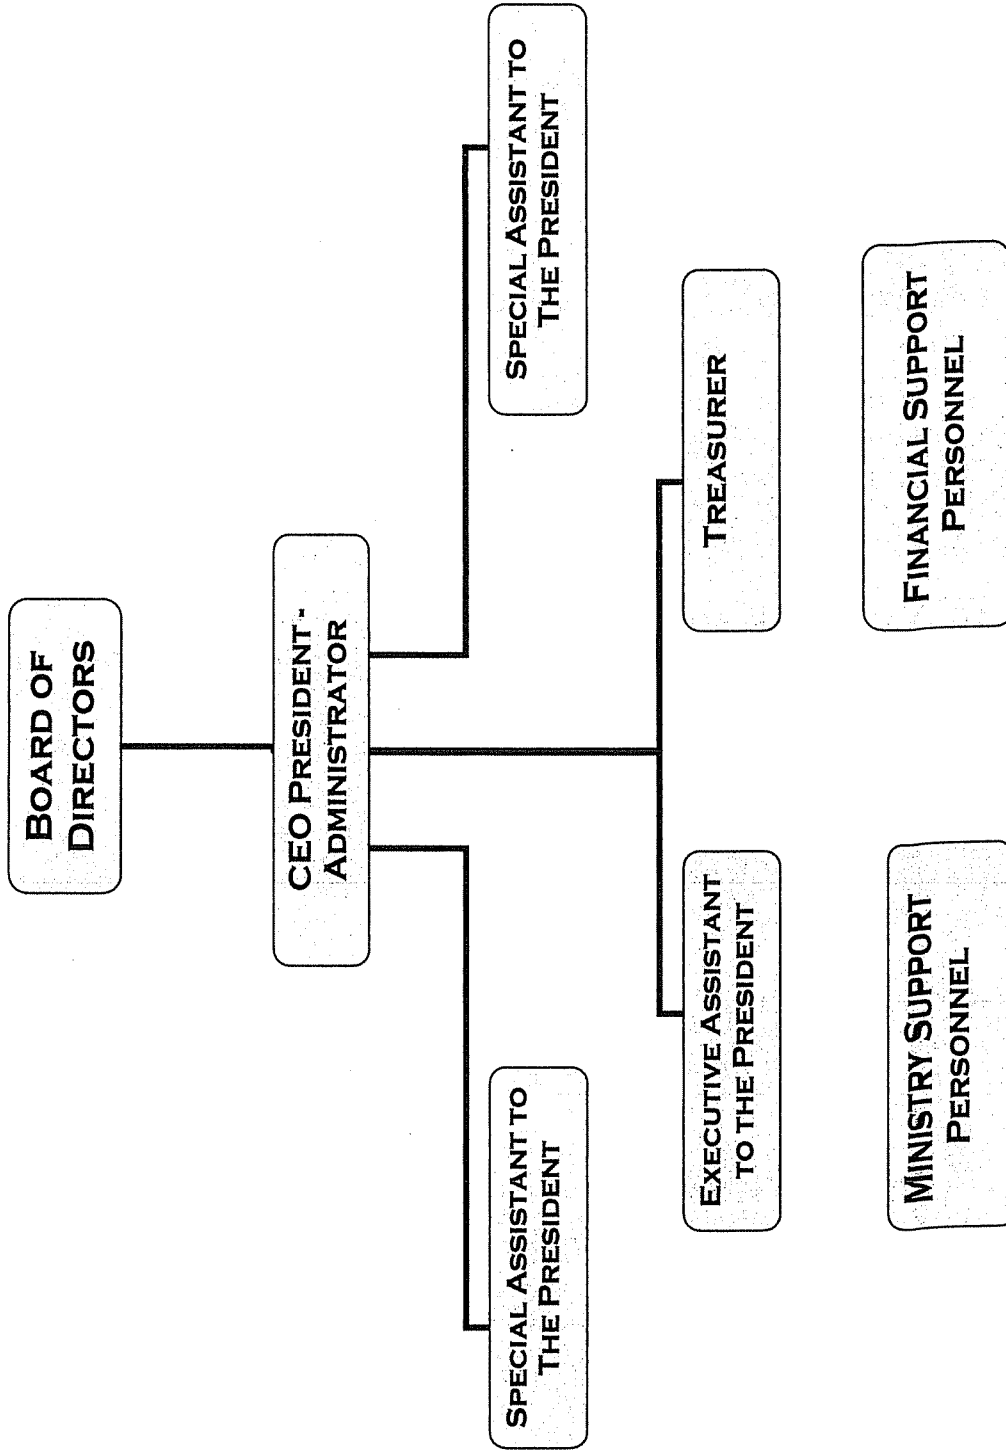 BOARD OF
DIRECTORS
CEO PRESIDENT -
ADMINISTRATOR
SPECIAL ASSISTANT TO
THE PRESIDENT
SPECIAL ASSISTANT TO
THE PRESIDENT
EXECUTIVE ASSISTANT
TO THE PRESIDENT
TREASURER
MINISTRY SUPPORT
PERSONNEL
FINANCIAL SUPPORT
PERSONNEL